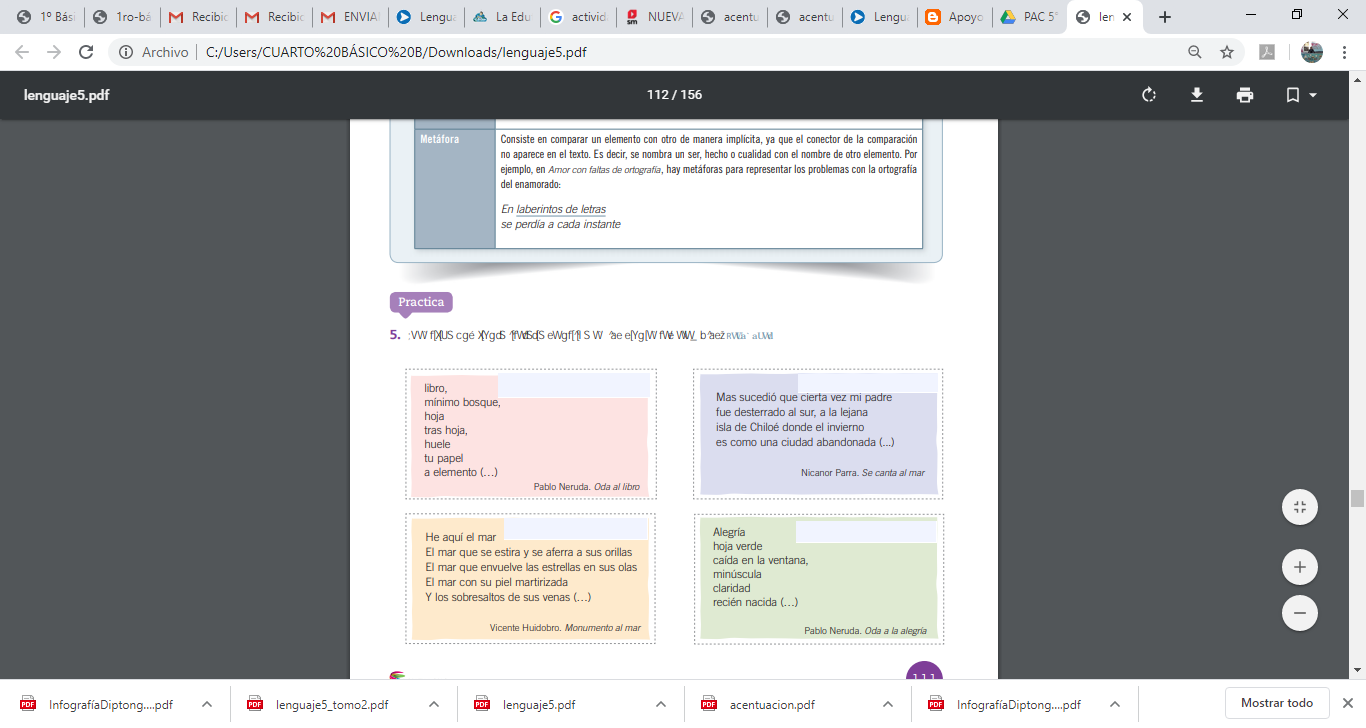 1º Bási
1ro-bá
Recibic
Recibic
ENVIA
Lengua
La Edu
activid
NUEVA
acentu
acentu
Lengu
Apoyo
PAC 5°
len
Archivo | C:/Users/CUARTO%20BÁSICO%20B/Downloads/lenguaje5.pdf
lenguaje5.pdf
112 / 156
Metáfora
Consiste en comparar un elemento con otro de manera implícita, ya que el conector de la comparación
no aparece en el texto. Es decir, se nombra un ser, hecho o cualidad con el nombre de otro elemento. Por
ejemplo, en Amor con faltas de ortografía, hay metáforas para representar los problemas con la ortografía
del enamorado:
En laberintos de letras
se perdía a cada instante
Practica
5.
libro,
mínimo bosque,
hoja
tras hoja,
huele
tu papel
a elemento (…)
Pablo Neruda. Oda al libro
Mas sucedió que cierta vez mi padre
fue desterrado al sur, a la lejana
isla de Chiloé donde el invierno
es como una ciudad abandonada (...)
Nicanor Parra. Se canta al mar
He aquí el mar
El mar que se estira y se aferra a sus orillas
El mar que envuelve las estrellas en sus olas
El mar con su piel martirizada
Y los sobresaltos de sus venas (…)
Vicente Huidobro. Monumento al mar
Alegría
hoja verde
caída en la ventana,
minúscula
claridad
recién nacida (…)
Pablo Neruda. Oda a la alegría
111
InfografíaDiptong....pdf
lenguaje5_tomo2.pdf
lenguaje5.pdf
acentuacion.pdf
InfografíaDiptong....pdf
Mostrar todo